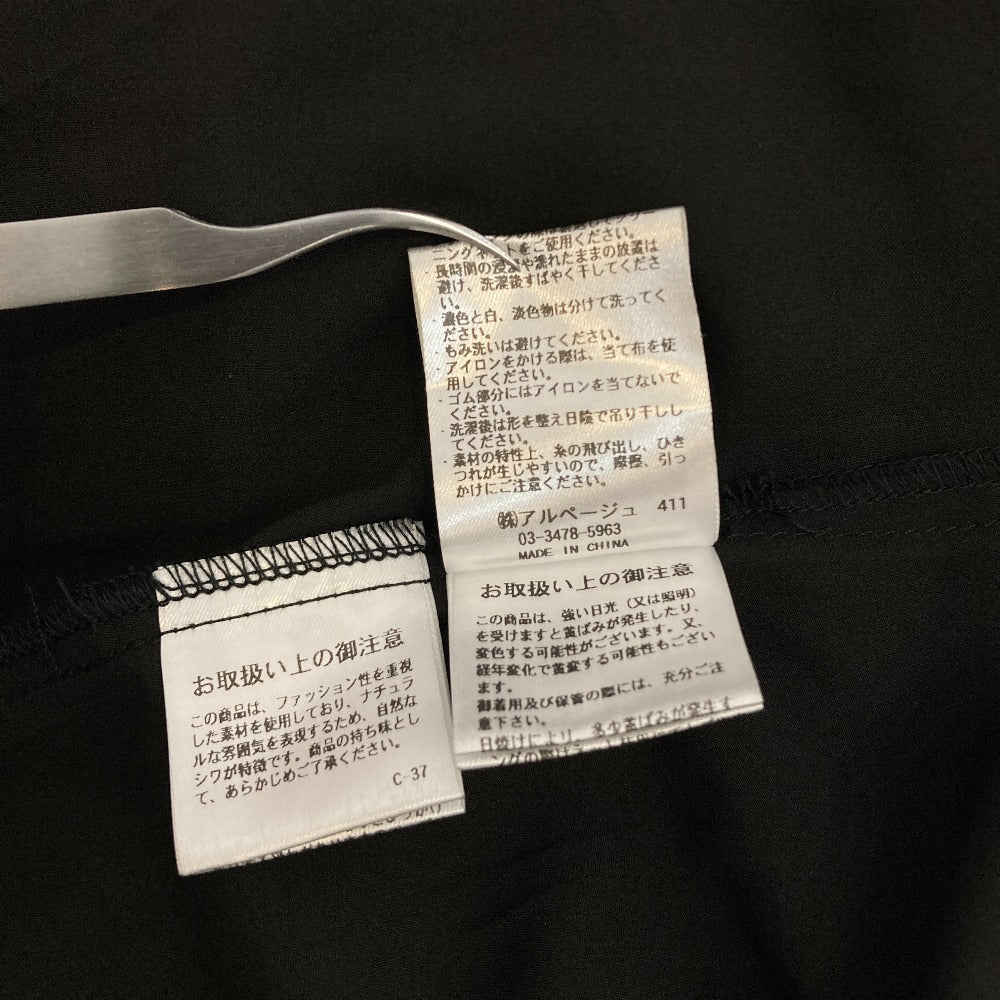 ニングネットをご使用ください。
・長時間の浸漬や濡れたままの放置は
避け、洗濯後すばやく干してくださ
い。
・濃色と白、淡色物は分けて洗ってく
ださい。
・もみ洗いは避けてください。
・アイロンをかける際は、当て布を使
用してください。
・ゴム部分にはアイロンを当てないで
ください。
・洗濯後は形を整え日陰で吊り干しし
てください。
・素材の特性上、糸の飛び出し、ひき
つれが生じやすいので、摩擦、引っ
かけにご注意ください。
㈱アルページュ 411
03-3478-5963
MADE IN CHINA
お取扱い上の御注意
この商品は、強い日光（又は照明）
を受けますと黄ばみが発生したり、
変色する可能性がございます。又、
経年変化で黄変する可能性もござい
ます。
御着用及び保管の際には、充分ご注
意下さい。
日焼けにより、多少黄ばみが発生す
お取扱い上の御注意
この商品は、ファッション性を重視
した素材を使用しており、ナチュラ
ルな雰囲気を表現するため、自然な
シワが特徴です。商品の持ち味とし
て、あらかじめご了承ください。
C-37